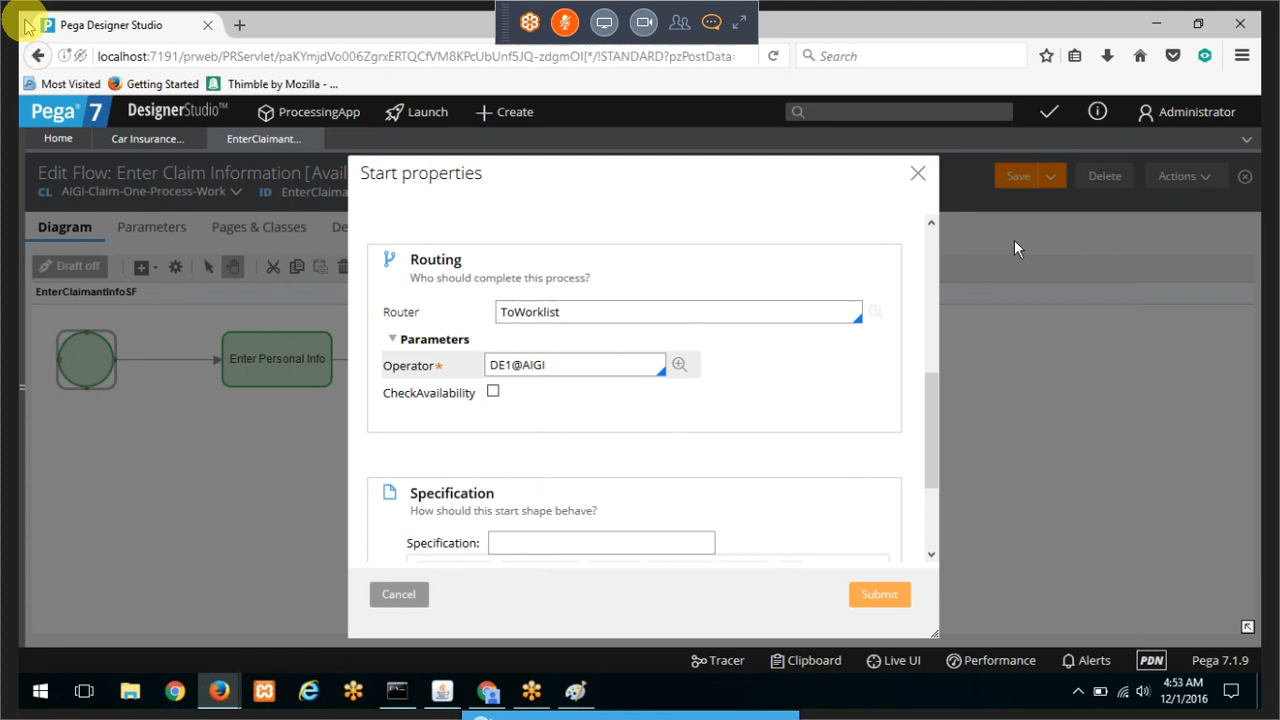 Pega Designer Studio
localhost:7191/prweb/PRServlet/paKYmjdVo006ZgrxERTQCfVM8KPcUbUnf5JQ-zdgmOI[*/!STANDARD?pzPostData=
Search
Most Visited
Getting Started
Thimble by Mozilla - ...
Pega 7
DesignerStudio™
ProcessingApp
Launch
Create
Administrator
Home
Car Insurance...
EnterClaimant...
Edit Flow: Enter Claim Information [Avail
CL AIGI-Claim-One-Process-Work
ID EnterClaima
Save
Delete
Actions
Diagram
Parameters
Pages & Classes
De
Draft off
EnterClaimantInfo$F
Enter Personal Info
Start properties
Routing
Who should complete this process?
Router
ToWorklist
Parameters
Operator*
DE1@AIGI
CheckAvailability
Specification
How should this start shape behave?
Specification:
Cancel
Submit
Tracer
Clipboard
Live UI
Performance
Alerts
PDN
Pega 7.1.9
4:53 AM
12/1/2016